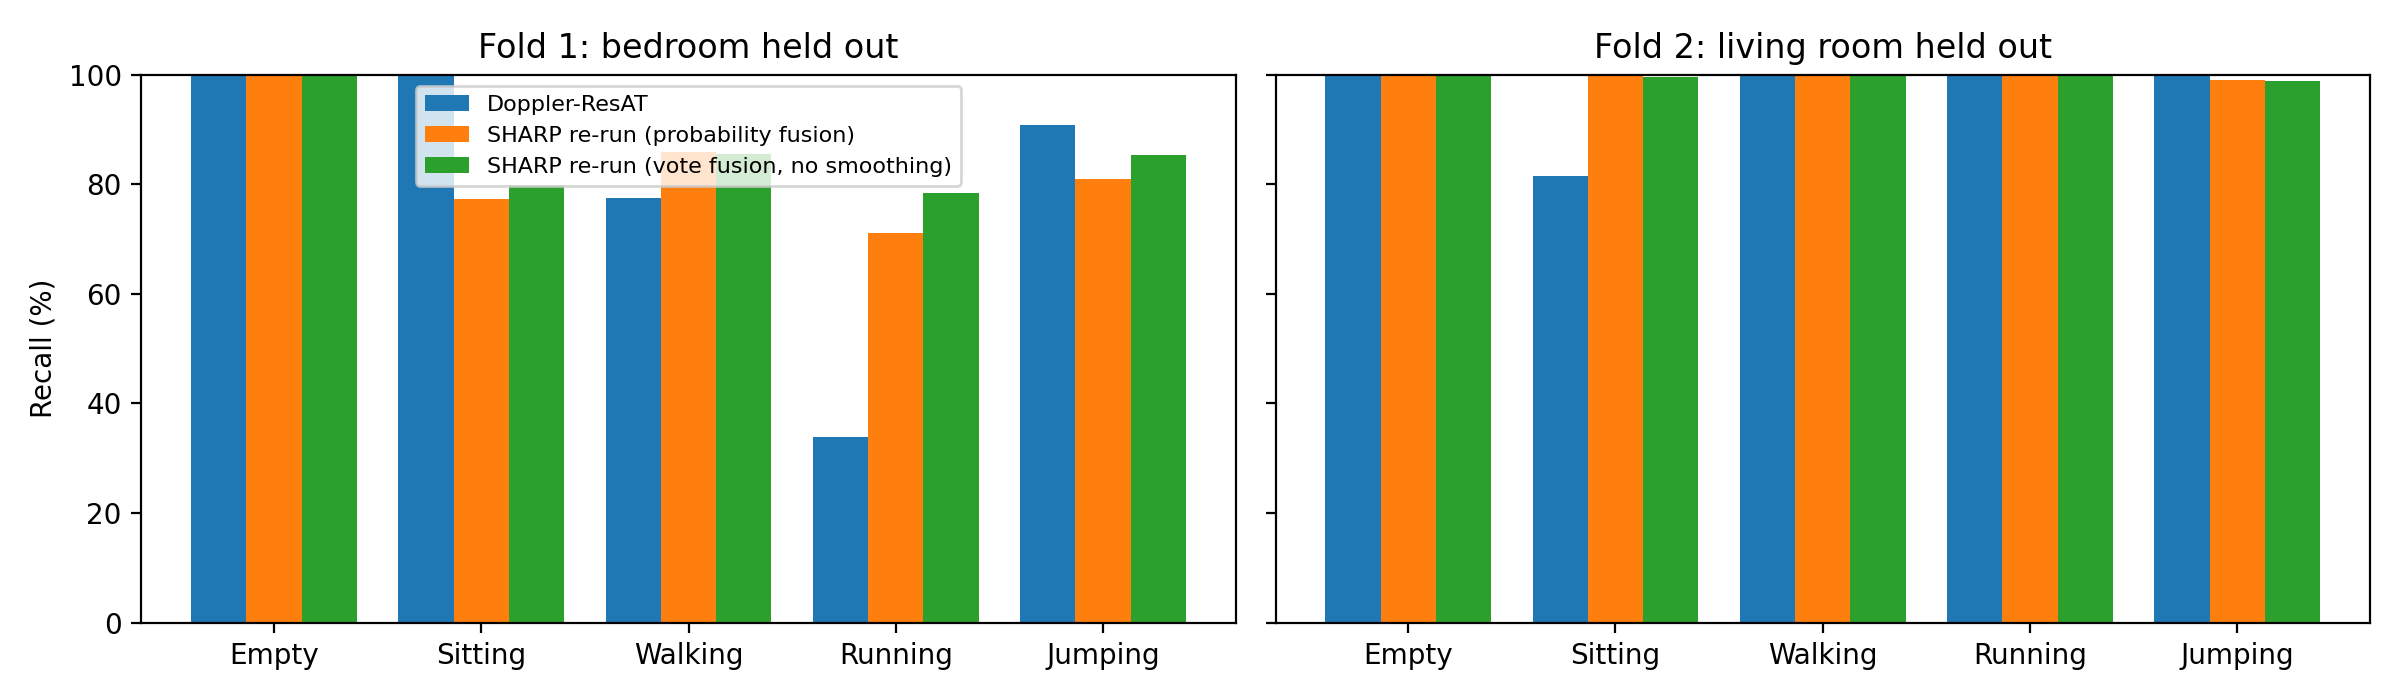 Fold 1: bedroom held out
Fold 2: living room held out
Recall (%)
100
80
60
40
20
0
Doppler-ResAT
SHARP re-run (probability fusion)
SHARP re-run (vote fusion, no smoothing)
Empty Sitting Walking Running Jumping
Empty Sitting Walking Running Jumping